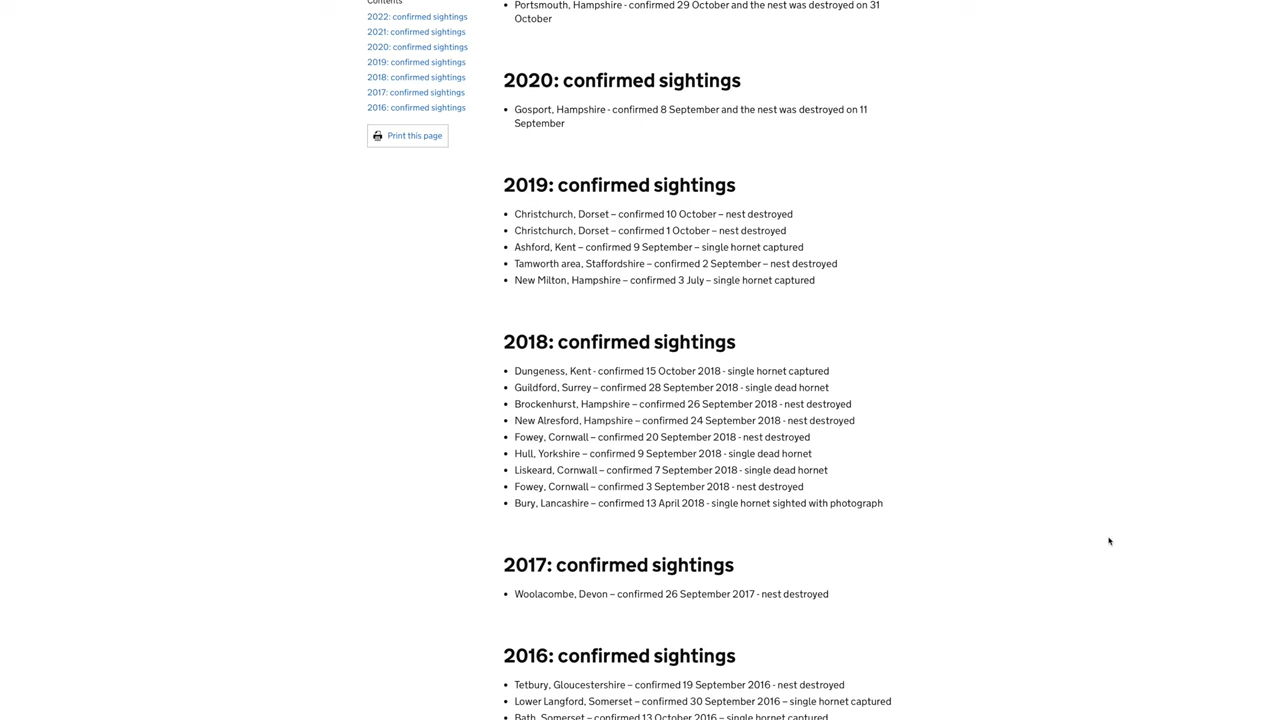 Contents
2022: confirmed sightings
2021: confirmed sightings
2020: confirmed sightings
2019: confirmed sightings
2018: confirmed sightings
2017: confirmed sightings
2016: confirmed sightings
Print this page
Portsmouth, Hampshire - confirmed 29 October and the nest was destroyed on 31
October
2020: confirmed sightings
Gosport, Hampshire - confirmed 8 September and the nest was destroyed on 11
September
2019: confirmed sightings
Christchurch, Dorset – confirmed 10 October – nest destroyed
Christchurch, Dorset – confirmed 1 October – nest destroyed
Ashford, Kent – confirmed 9 September – single hornet captured
Tamworth area, Staffordshire – confirmed 2 September – nest destroyed
New Milton, Hampshire – confirmed 3 July – single hornet captured
2018: confirmed sightings
Dungeness, Kent - confirmed 15 October 2018 - single hornet captured
Guildford, Surrey – confirmed 28 September 2018 - single dead hornet
Brockenhurst, Hampshire – confirmed 26 September 2018 - nest destroyed
New Alresford, Hampshire – confirmed 24 September 2018 - nest destroyed
Fowey, Cornwall – confirmed 20 September 2018 - nest destroyed
Hull, Yorkshire – confirmed 9 September 2018 - single dead hornet
Liskeard, Cornwall – confirmed 7 September 2018 - single dead hornet
Fowey, Cornwall – confirmed 3 September 2018 - nest destroyed
Bury, Lancashire – confirmed 13 April 2018 - single hornet sighted with photograph
2017: confirmed sightings
Woolacombe, Devon – confirmed 26 September 2017 - nest destroyed
2016: confirmed sightings
Tetbury, Gloucestershire – confirmed 19 September 2016 - nest destroyed
Lower Langford, Somerset – confirmed 30 September 2016 – single hornet captured
Bath, Somerset – confirmed 13 October 2016 – single hornet captured